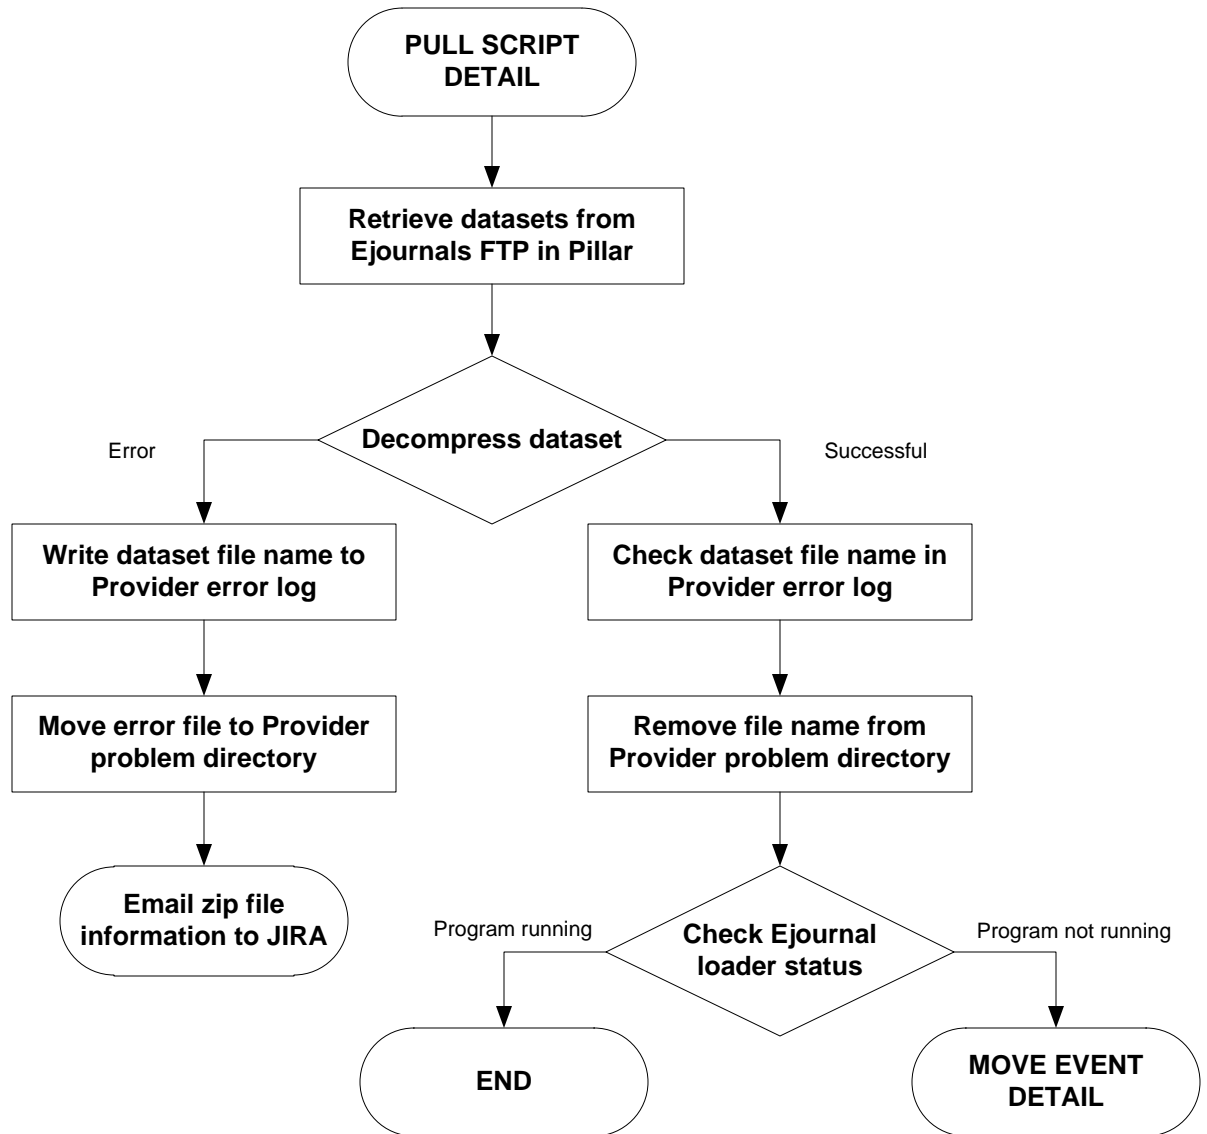 PULL SCRIPT
DETAIL
Retrieve datasets from
Ejournals FTP in Pillar
Decompress dataset
Error
Successful
Write dataset file name to
Provider error log
Check dataset file name in
Provider error log
Move error file to Provider
problem directory
Remove file name from
Provider problem directory
Email zip file
information to JIRA
Program running
Check Ejournal
loader status
Program not running
END
MOVE EVENT
DETAIL